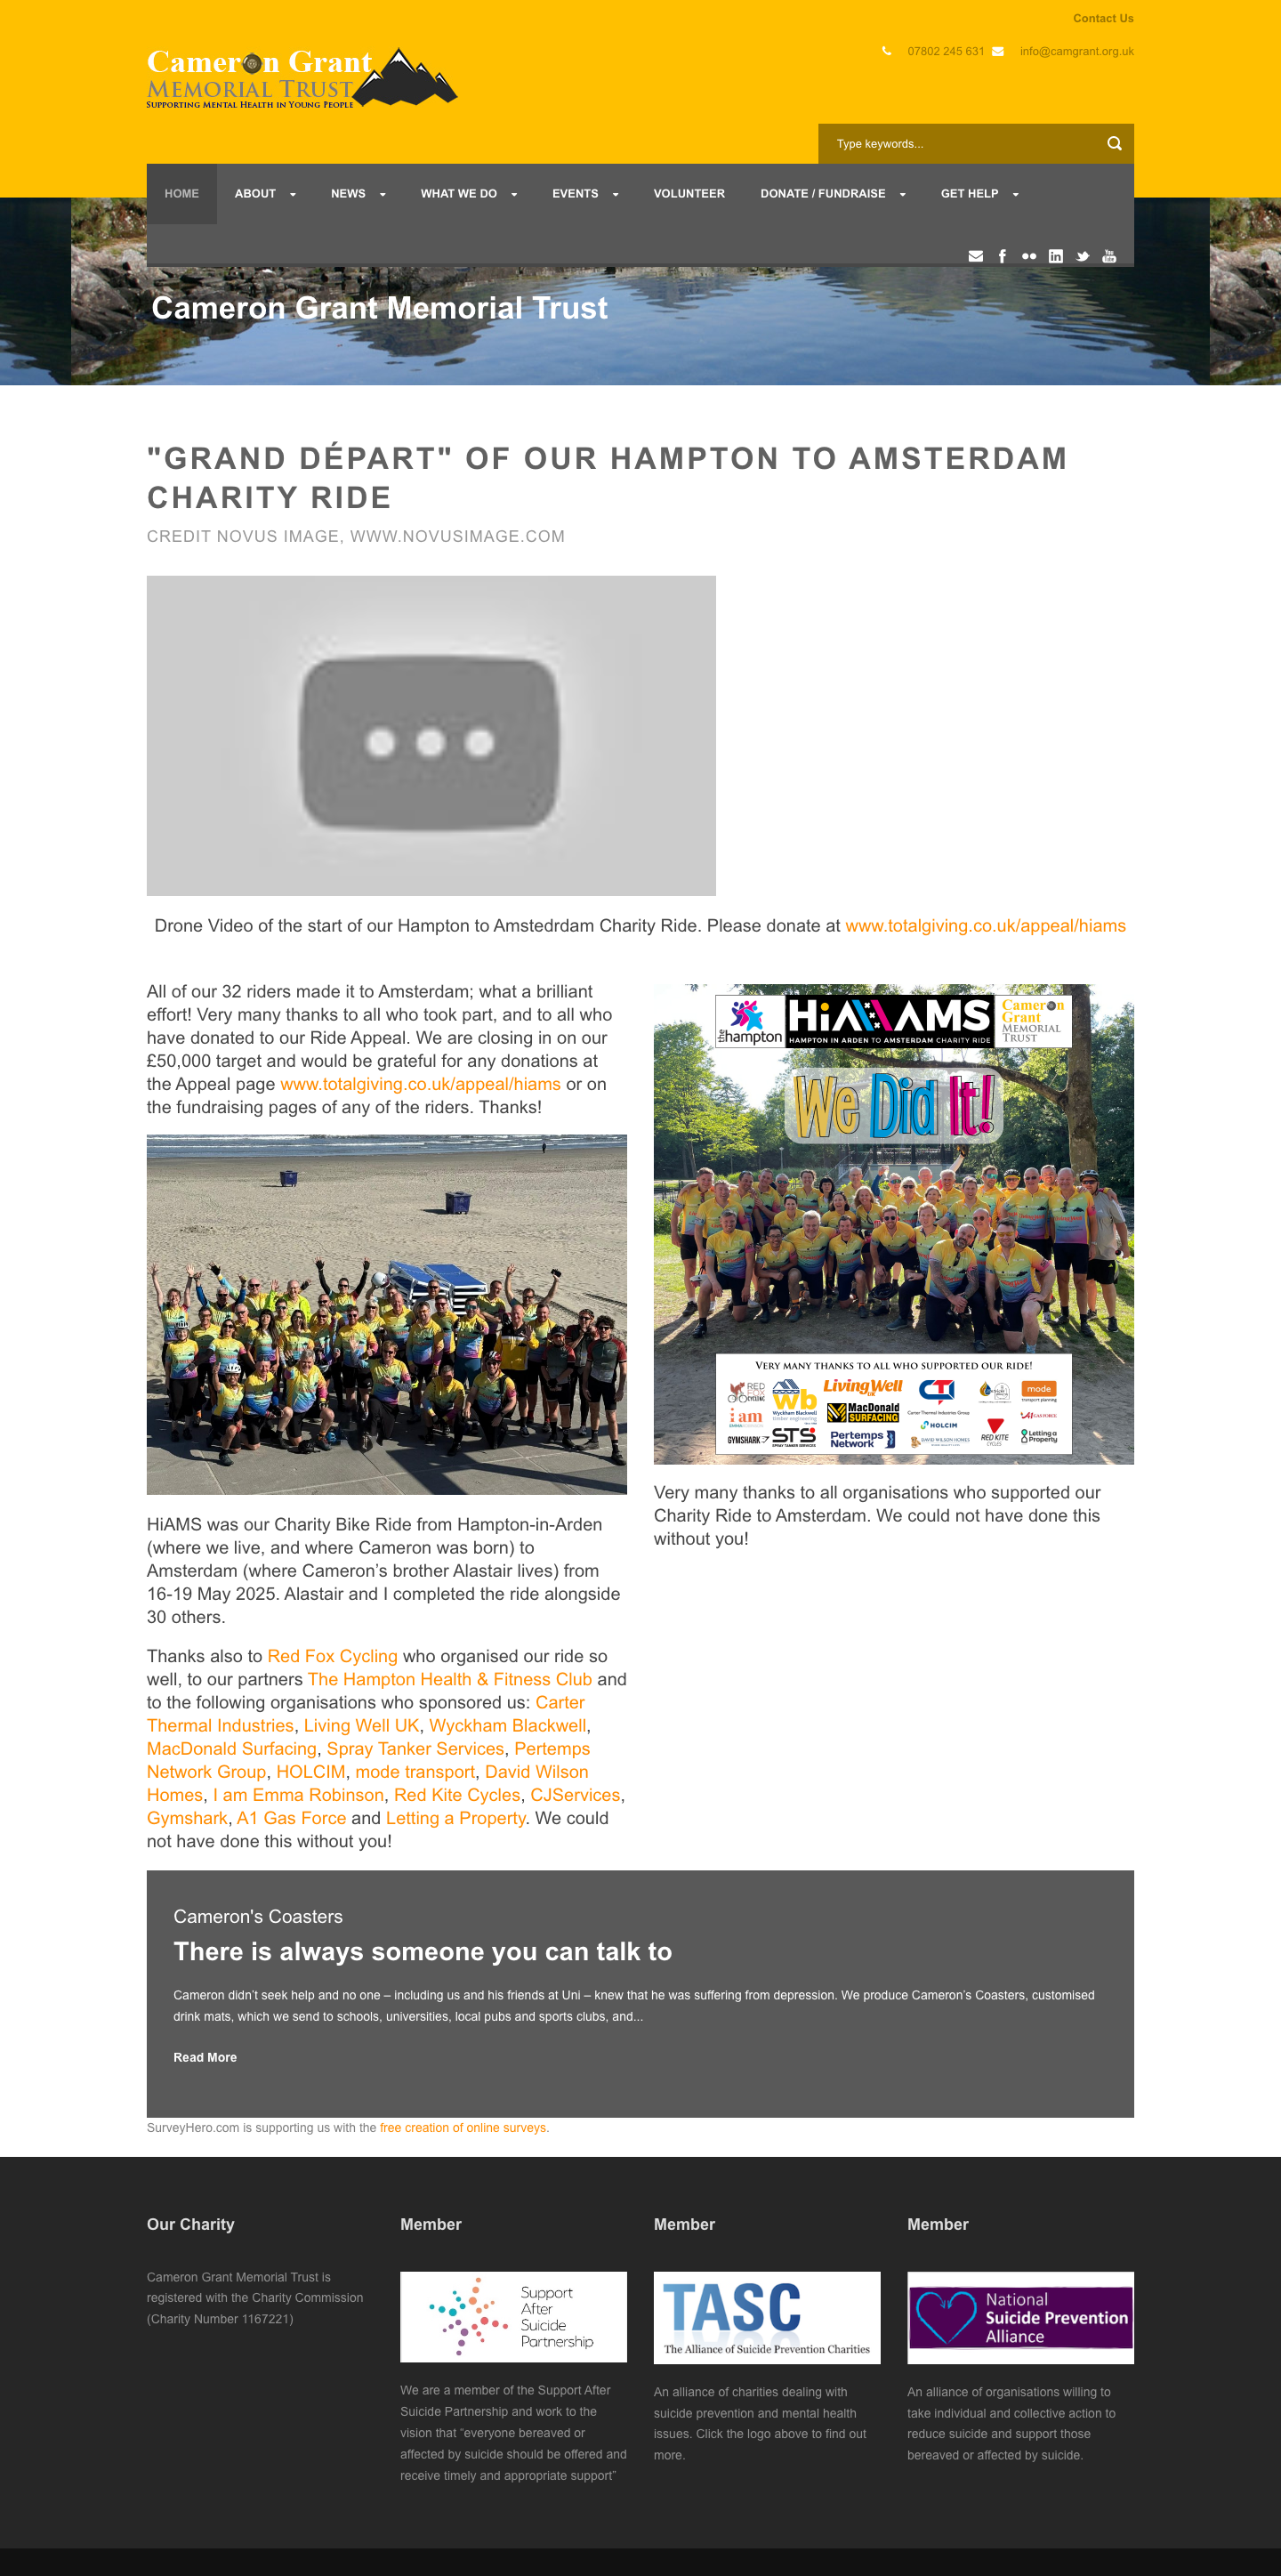 Contact Us
07802 245 631 info@camgrant.org.uk
Cameron Grant
MEMORIAL TRUST
SUPPORTING MENTAL HEALTH IN YOUNG PEOPLE
Type keywords...
HOME ABOUT NEWS WHAT WE DO EVENTS VOLUNTEER DONATE / FUNDRAISE GET HELP
Cameron Grant Memorial Trust
"GRAND DÉPART" OF OUR HAMPTON TO AMSTERDAM
CHARITY RIDE
CREDIT NOVUS IMAGE, WWW.NOVUSIMAGE.COM
Drone Video of the start of our Hampton to Amstedrdam Charity Ride. Please donate at www.totalgiving.co.uk/appeal/hiams
All of our 32 riders made it to Amsterdam; what a brilliant
effort! Very many thanks to all who took part, and to all who
have donated to our Ride Appeal. We are closing in on our
£50,000 target and would be grateful for any donations at
the Appeal page www.totalgiving.co.uk/appeal/hiams or on
the fundraising pages of any of the riders. Thanks!
HiAMS was our Charity Bike Ride from Hampton-in-Arden
(where we live, and where Cameron was born) to
Amsterdam (where Cameron’s brother Alastair lives) from
16-19 May 2025. Alastair and I completed the ride alongside
30 others.
Thanks also to Red Fox Cycling who organised our ride so
well, to our partners The Hampton Health & Fitness Club and
to the following organisations who sponsored us: Carter
Thermal Industries, Living Well UK, Wyckham Blackwell,
MacDonald Surfacing, Spray Tanker Services, Pertemps
Network Group, HOLCIM, mode transport, David Wilson
Homes, I am Emma Robinson, Red Kite Cycles, CJServices,
Gymshark, A1 Gas Force and Letting a Property. We could
not have done this without you!
the hampton
HiAMS
HAMPTON IN ARDEN TO AMSTERDAM CHARITY RIDE
Cameron
Grant
MEMORIAL
TRUST
We Did It!
VERY MANY THANKS TO ALL WHO SUPPORTED OUR RIDE!
RED FOX CYCLING
wb
Wyckham Blackwell
Living Well UK
CTI
Carter Thermal Industries Group
mode
transport planning
i am
MacDonald
SURFACING
HOLCIM
A1 GAS FORCE
GYMSHARK
STS
SPRAY TANKER SERVICES
Pertemps
Network
DAVID WILSON HOMES
RED KITE
CYCLES
Letting a
Property
Very many thanks to all organisations who supported our
Charity Ride to Amsterdam. We could not have done this
without you!
Cameron's Coasters
There is always someone you can talk to
Cameron didn’t seek help and no one – including us and his friends at Uni – knew that he was suffering from depression. We produce Cameron’s Coasters, customised
drink mats, which we send to schools, universities, local pubs and sports clubs, and...
Read More
SurveyHero.com is supporting us with the free creation of online surveys.
Our Charity
Cameron Grant Memorial Trust is
registered with the Charity Commission
(Charity Number 1167221)
Member
Support
After
Suicide
Partnership
We are a member of the Support After
Suicide Partnership and work to the
vision that “everyone bereaved or
affected by suicide should be offered and
receive timely and appropriate support”
Member
TASC
The Alliance of Suicide Prevention Charities
An alliance of charities dealing with
suicide prevention and mental health
issues. Click the logo above to find out
more.
Member
National
Suicide Prevention
Alliance
An alliance of organisations willing to
take individual and collective action to
reduce suicide and support those
bereaved or affected by suicide.